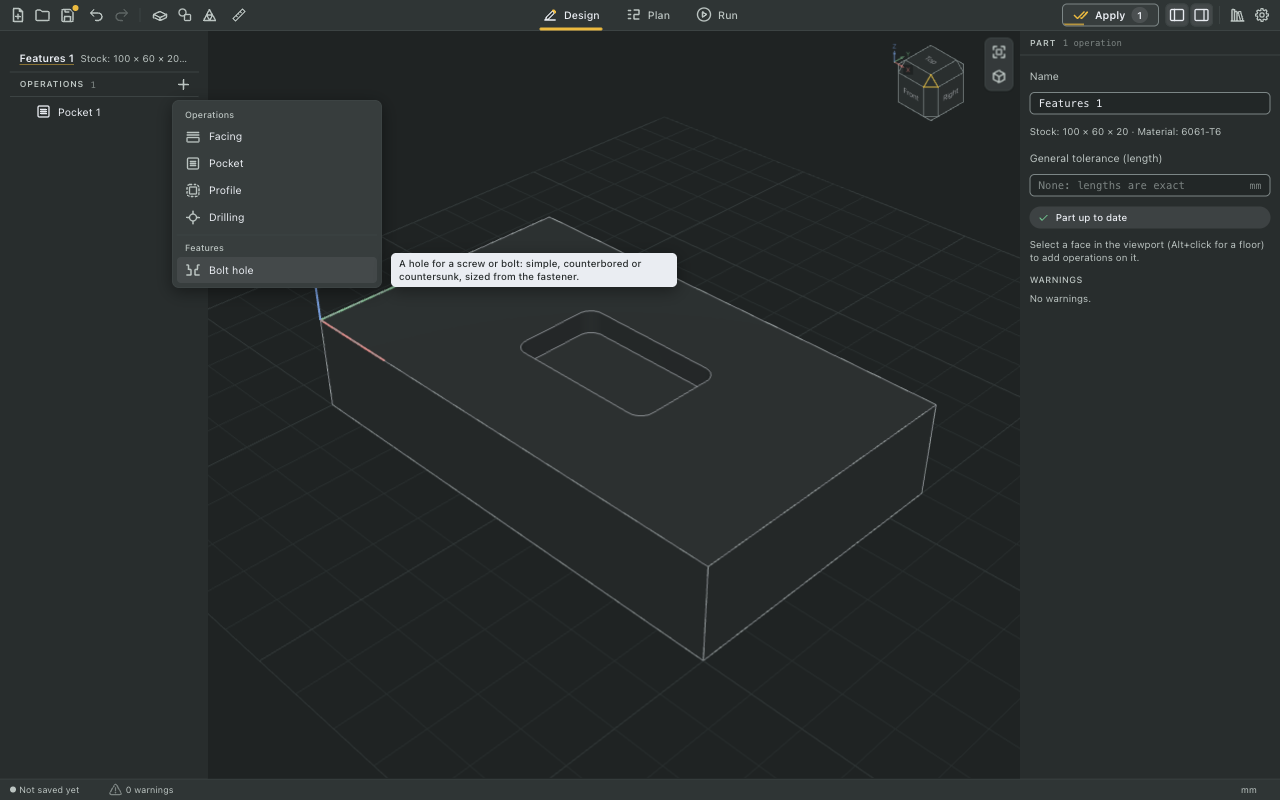 Design
Plan
Run
Apply 1
Features 1 Stock: 100 × 60 × 20...
OPERATIONS 1
Pocket 1
Operations
Facing
Pocket
Profile
Drilling
Features
Bolt hole
A hole for a screw or bolt: simple, counterbored or
countersunk, sized from the fastener.
Z
Top
Front
Right
PART 1 operation
Name
Features 1
Stock: 100 × 60 × 20 · Material: 6061-T6
General tolerance (length)
None: lengths are exact mm
Part up to date
Select a face in the viewport (Alt+click for a floor)
to add operations on it.
WARNINGS
No warnings.
Not saved yet
0 warnings
mm